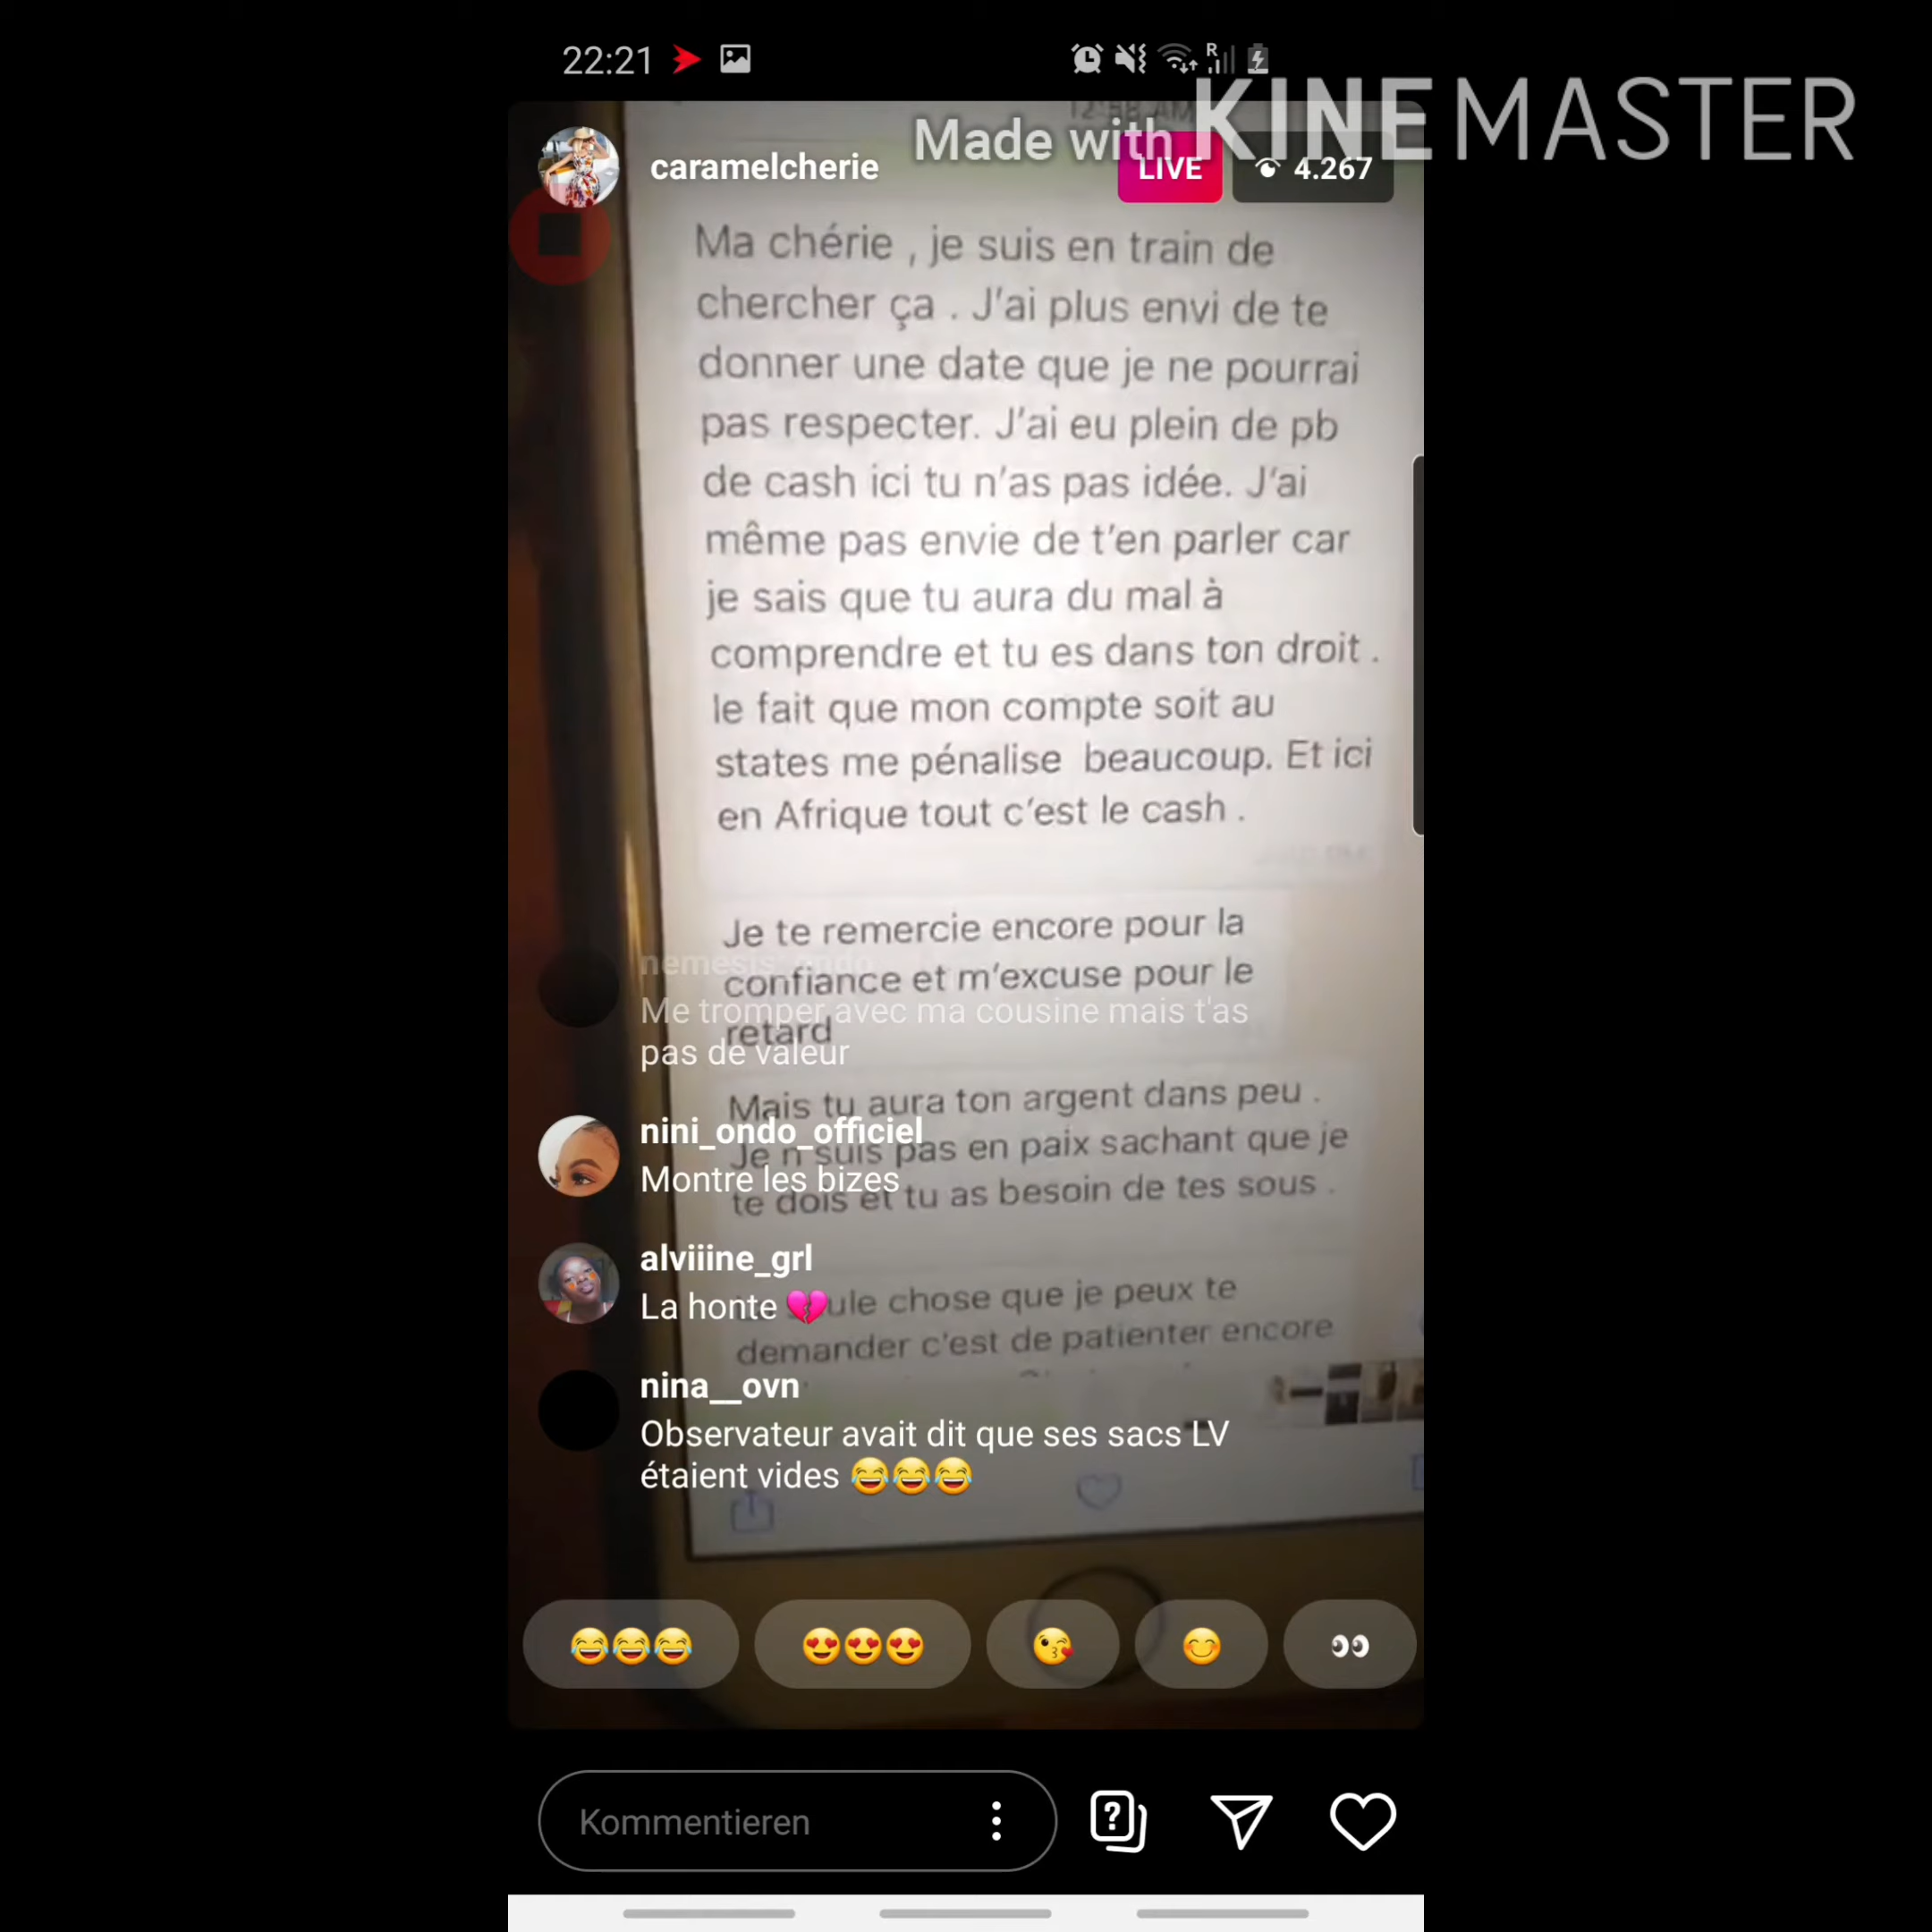 22:21
Made with KINEMASTER
caramelcherie
LIVE
4.267
Ma chérie , je suis en train de
chercher ça . J'ai plus envi de te
donner une date que je ne pourrai
pas respecter. J'ai eu plein de pb
de cash ici tu n'as pas idée. J'ai
même pas envie de t'en parler car
je sais que tu aura du mal à
comprendre et tu es dans ton droit .
le fait que mon compte soit au
states me pénalise beaucoup. Et ici
en Afrique tout c'est le cash .
Je te remercie encore pour la
confiance et m'excuse pour le
retard
Me tromper avec ma cousine mais t'as
pas de valeur
Mais tu aura ton argent dans peu .
Je n suis pas en paix sachant que je
te dois et tu as besoin de tes sous .
nini_ondo_officiel
Montre les bizes
alviiine_grl
La honte 💔
chose que je peux te
demander c'est de patienter encore
nina__ovn
Observateur avait dit que ses sacs LV
étaient vides 😂😂😂
😂😂😂 😍😍😍 😘 😊 👀
Kommentieren